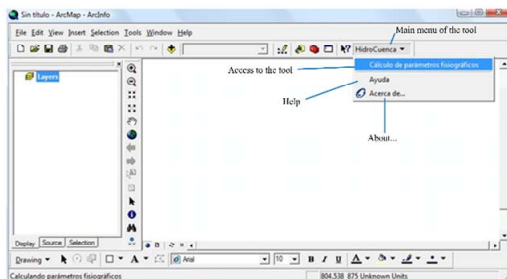 Sin título - ArcMap - ArcInfo
File Edit View Insert Selection Tools Window Help
Main menu of the tool
HidroCuenca
Layers
Access to the tool
Cálculo de parámetros fisiográficos
Ayuda
Help
Acerca de...
About...
Display Source Selection
Drawing
A
Arial
10
B I U
A
Calculando parámetros fisiográficos
804.538 875 Unknown Units